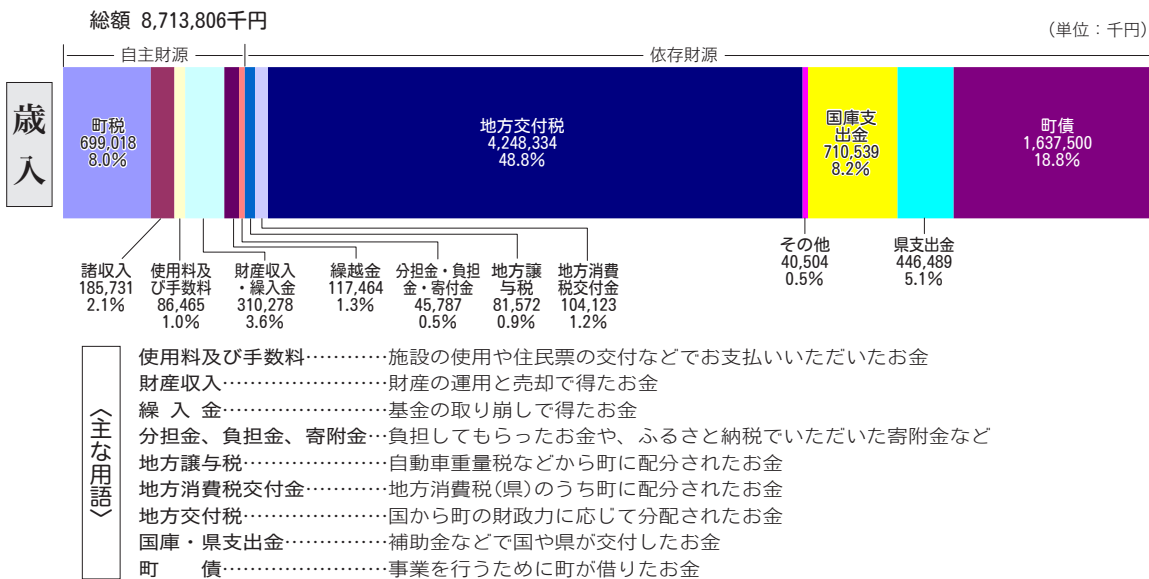 総額 8,713,806千円
(単位：千円)
自主財源
依存財源
歳入
町税
699,018
8.0%
地方交付税
4,248,334
48.8%
国庫支
出金
710,539
8.2%
町債
1,637,500
18.8%
諸収入
185,731
2.1%
使用料及
び手数料
86,465
1.0%
財産収入
・繰入金
310,278
3.6%
繰越金
117,464
1.3%
分担金・負担
金・寄付金
45,787
0.5%
地方譲
与税
81,572
0.9%
地方消費
税交付金
104,123
1.2%
その他
40,504
0.5%
県支出金
446,489
5.1%
〈主な用語〉
使用料及び手数料…………施設の使用や住民票の交付などでお支払いいただいたお金
財産収入……………………財産の運用と売却で得たお金
繰 入 金……………………基金の取り崩しで得たお金
分担金、負担金、寄附金…負担してもらったお金や、ふるさと納税でいただいた寄附金など
地方譲与税…………………自動車重量税などから町に配分されたお金
地方消費税交付金…………地方消費税(県)のうち町に配分されたお金
地方交付税…………………国から町の財政力に応じて分配されたお金
国庫・県支出金……………補助金などで国や県が交付したお金
町　　債……………………事業を行うために町が借りたお金